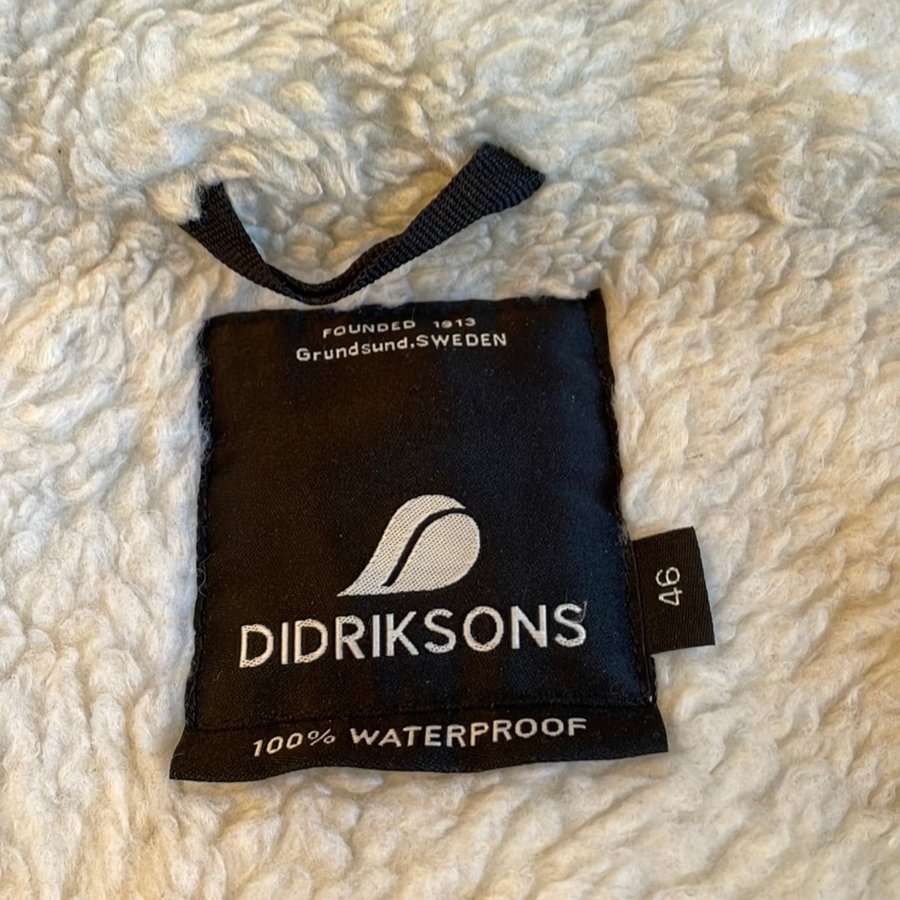 FOUNDED 1913
Grundsund.SWEDEN
DIDRIKSONS
46
100% WATERPROOF